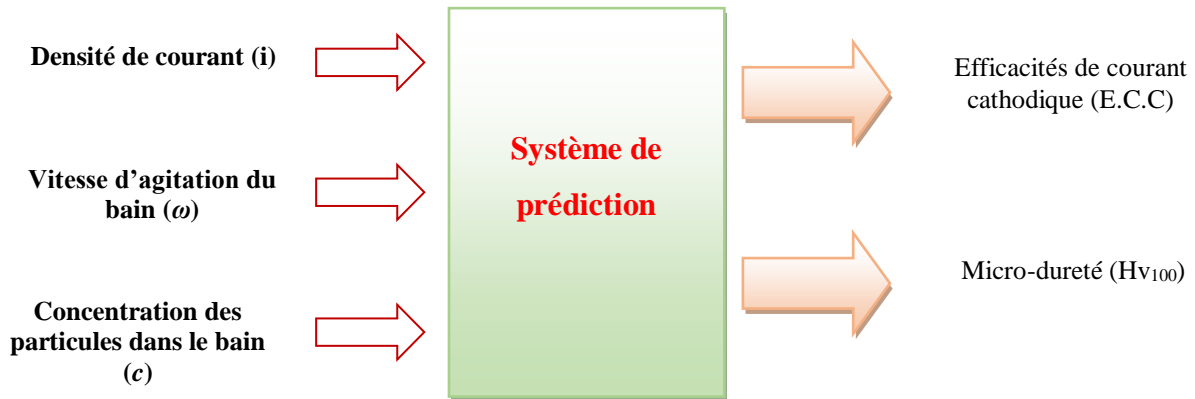 Densité de courant (i)
Vitesse d'agitation du
bain (ω)
Concentration des
particules dans le bain
(c)
Système de
prédiction
Efficacités de courant
cathodique (E.C.C)
Micro-dureté (Hv₁₀₀)